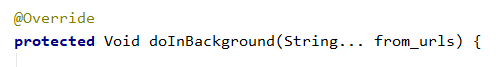 @Override
protected Void doInBackground(String... from_urls) {